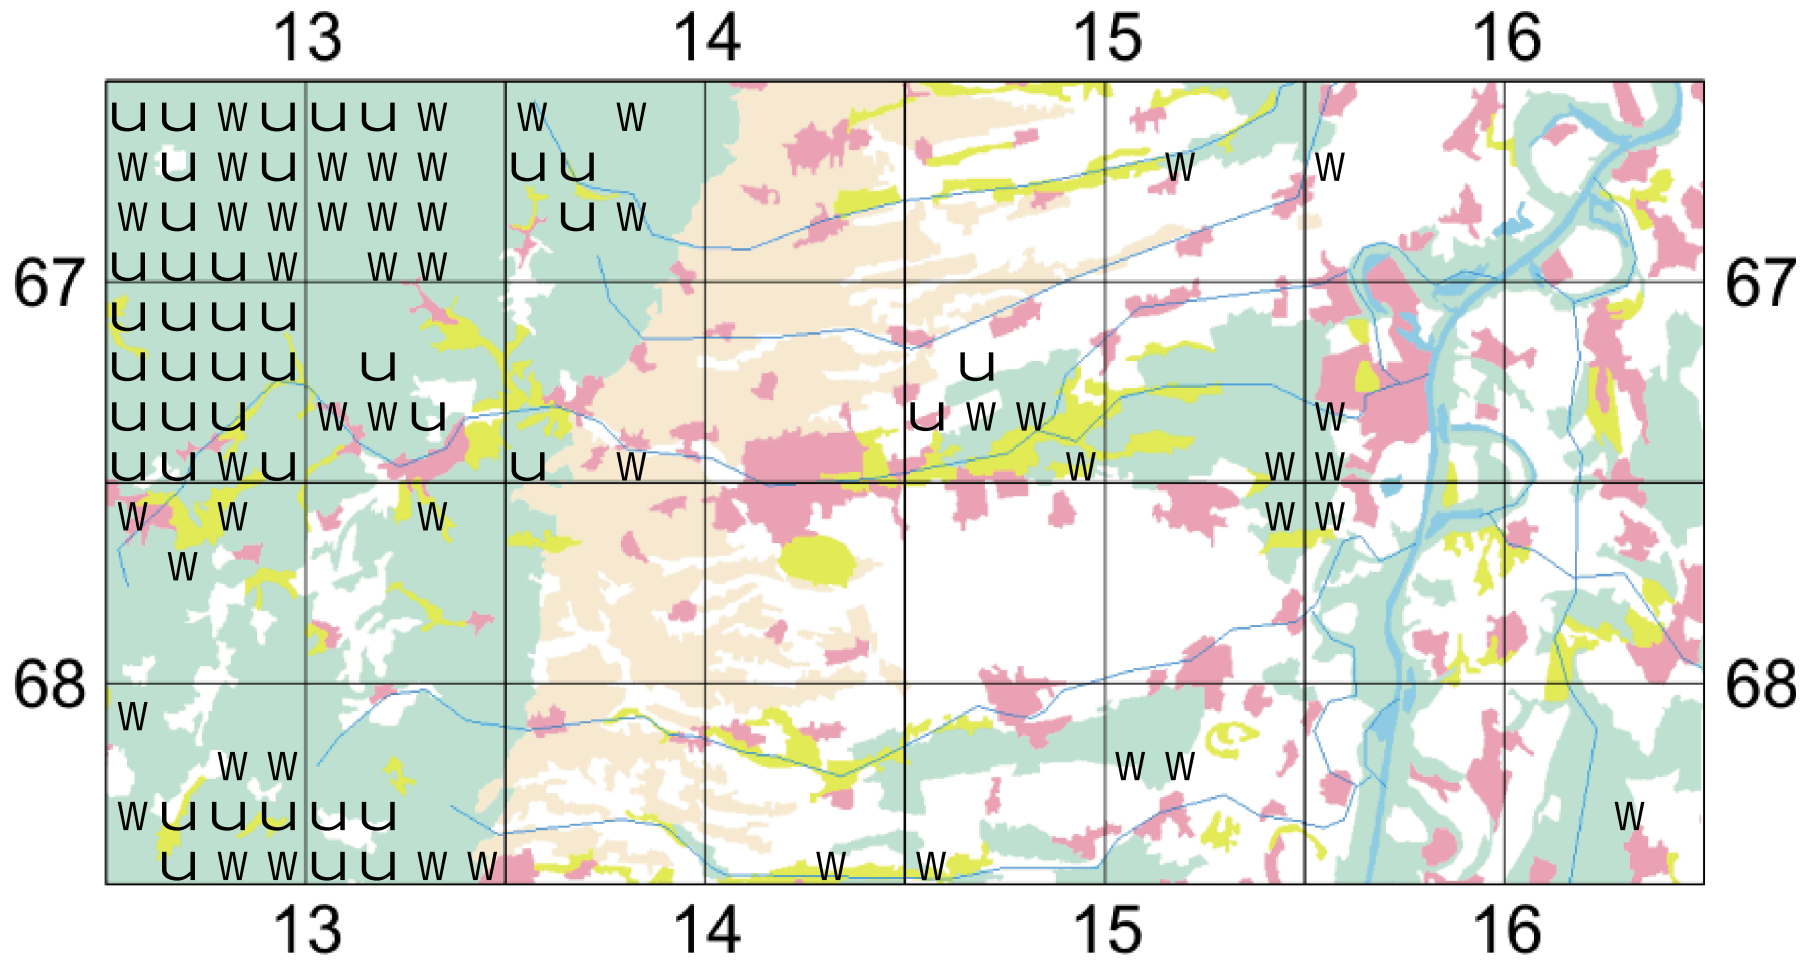 13 14 15 16
u u w u u u w w w
w u w u w w w u u w w
w u w w w w w u w
u u u w w w
67 67
u u u u
u u u u u u
u u u w w u u w w w
u u w u u w w w w
w w w w w
w
68 68
w
w w w w
w u u u u u w
u w w u u w w w w
13 14 15 16